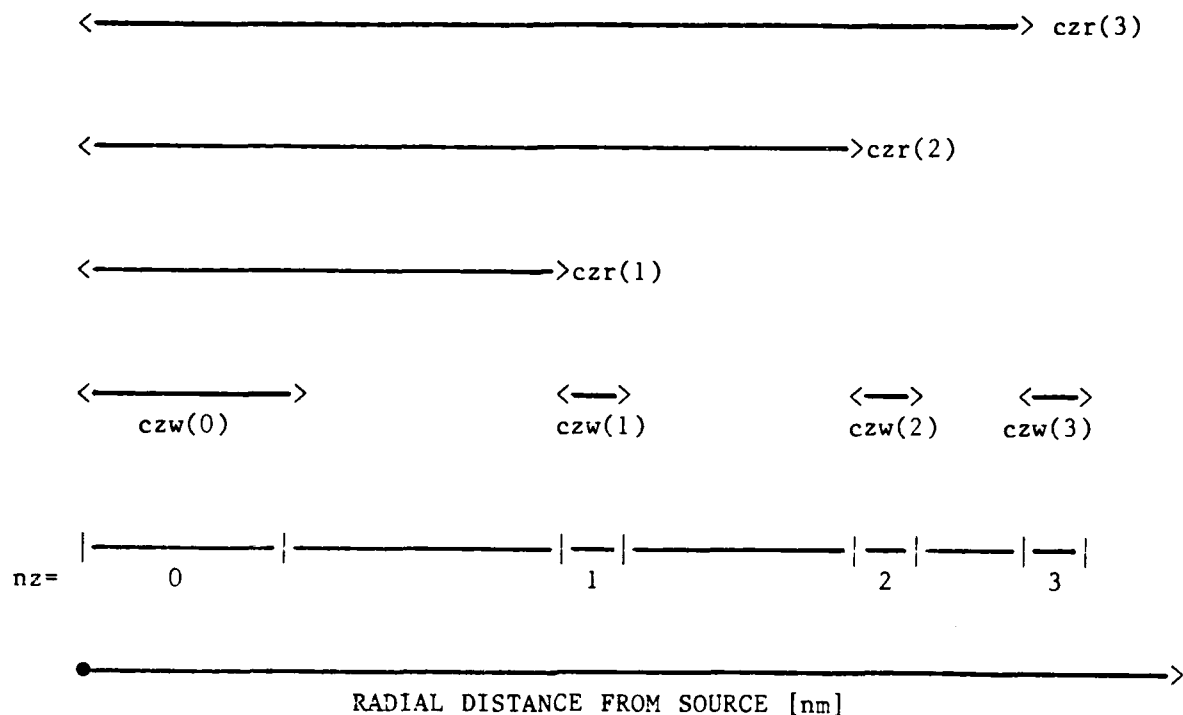 czr(3)
czr(2)
czr(1)
czw(0) czw(1) czw(2) czw(3)
nz= 0 1 2 3
RADIAL DISTANCE FROM SOURCE [nm]